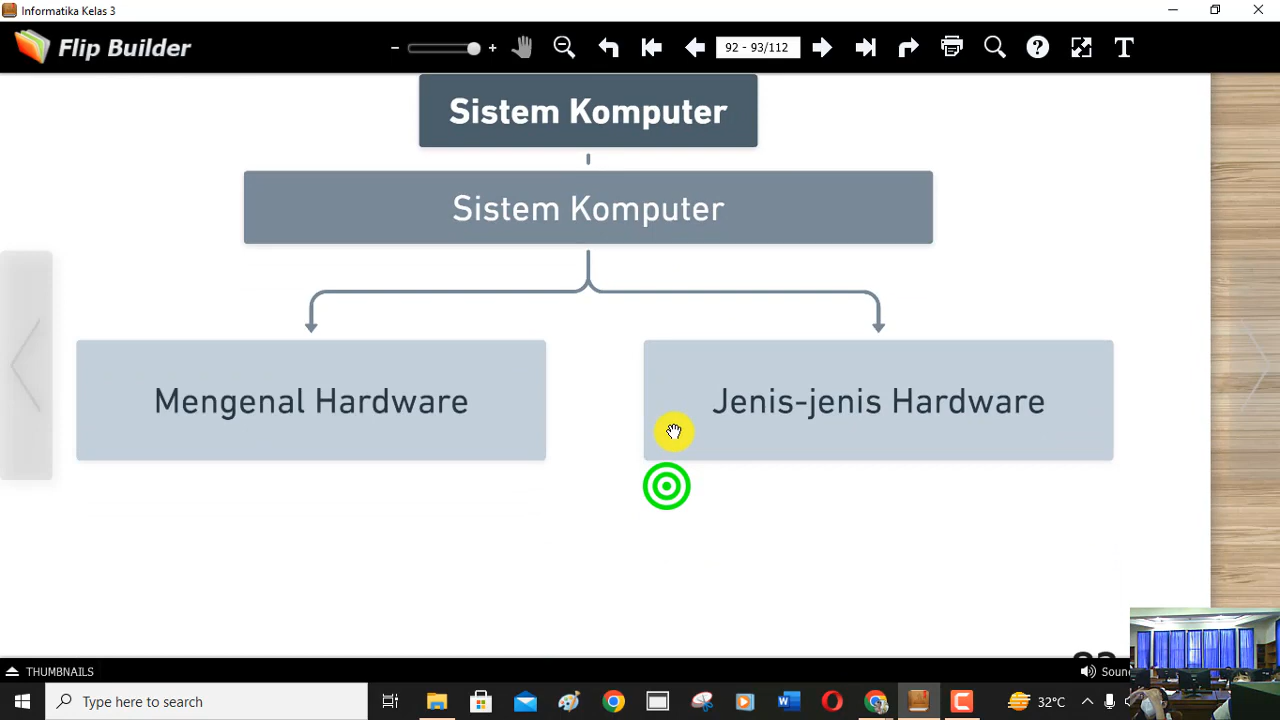 Informatika Kelas 3
Flip Builder
92 - 93/112
T
Sistem Komputer
Sistem Komputer
Mengenal Hardware
Jenis-jenis Hardware
THUMBNAILS
Type here to search
32°C